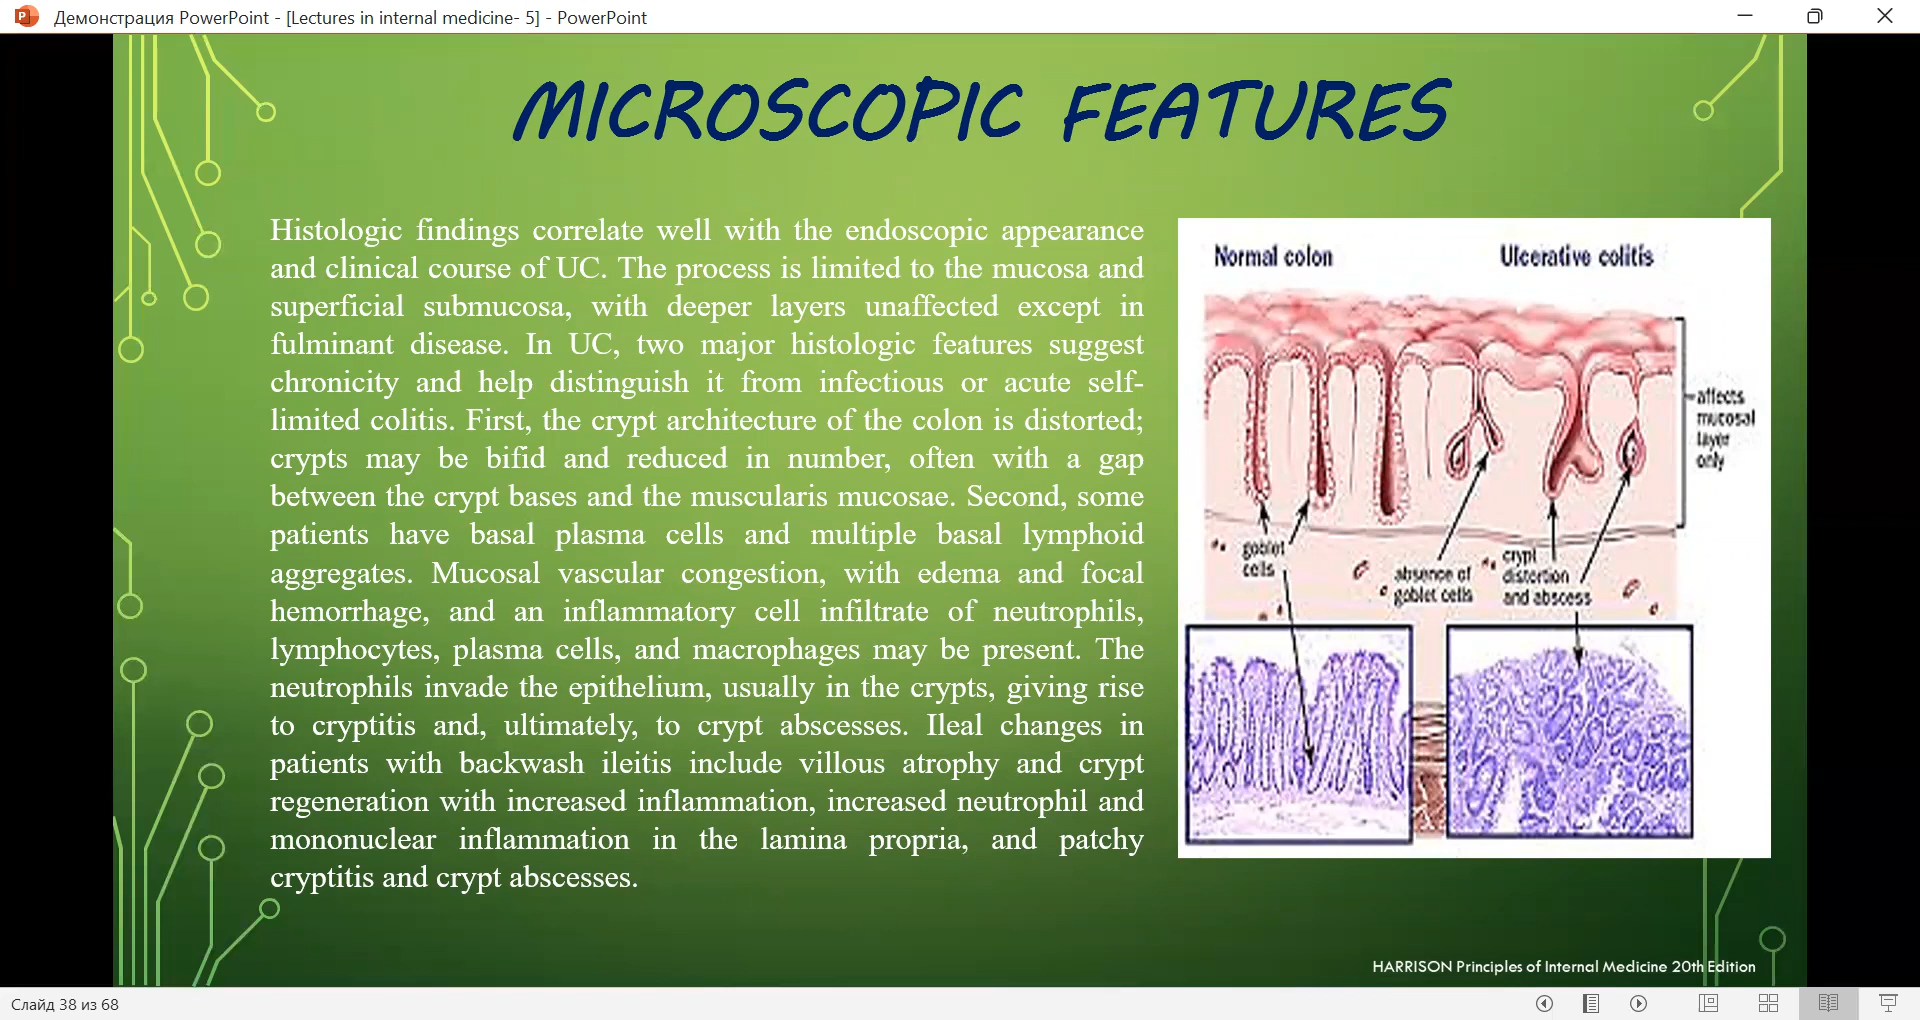 Демонстрация PowerPoint - [Lectures in internal medicine- 5] - PowerPoint
MICROSCOPIC FEATURES
Histologic findings correlate well with the endoscopic appearance
and clinical course of UC. The process is limited to the mucosa and
superficial submucosa, with deeper layers unaffected except in
fulminant disease. In UC, two major histologic features suggest
chronicity and help distinguish it from infectious or acute self-
limited colitis. First, the crypt architecture of the colon is distorted;
crypts may be bifid and reduced in number, often with a gap
between the crypt bases and the muscularis mucosae. Second, some
patients have basal plasma cells and multiple basal lymphoid
aggregates. Mucosal vascular congestion, with edema and focal
hemorrhage, and an inflammatory cell infiltrate of neutrophils,
lymphocytes, plasma cells, and macrophages may be present. The
neutrophils invade the epithelium, usually in the crypts, giving rise
to cryptitis and, ultimately, to crypt abscesses. Ileal changes in
patients with backwash ileitis include villous atrophy and crypt
regeneration with increased inflammation, increased neutrophil and
mononuclear inflammation in the lamina propria, and patchy
cryptitis and crypt abscesses.
Normal colon
Ulcerative colitis
affects
mucosal
layer
only
goblet
cells
absence of
goblet cells
crypt
distortion
and abscess
HARRISON Principles of Internal Medicine 20th Edition
Слайд 38 из 68